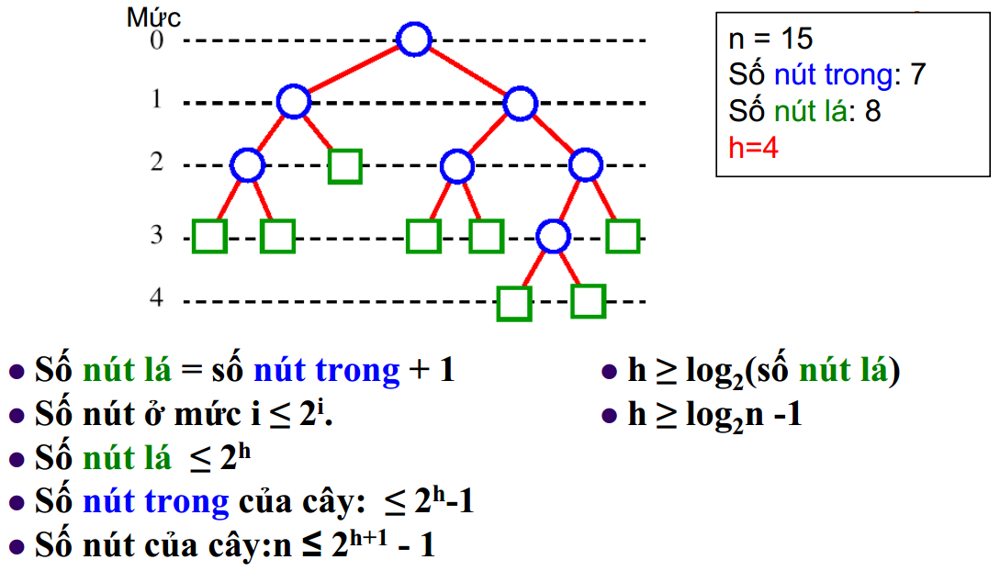 Mức
0
1
2
3
4
n = 15
Số nút trong: 7
Số nút lá: 8
h=4
● Số nút lá = số nút trong + 1
● Số nút ở mức i ≤ 2ⁱ.
● Số nút lá ≤ 2ʰ
● Số nút trong của cây: ≤ 2ʰ-1
● Số nút của cây:n ≤ 2ʰ⁺¹ - 1
● h ≥ log₂(số nút lá)
● h ≥ log₂n -1